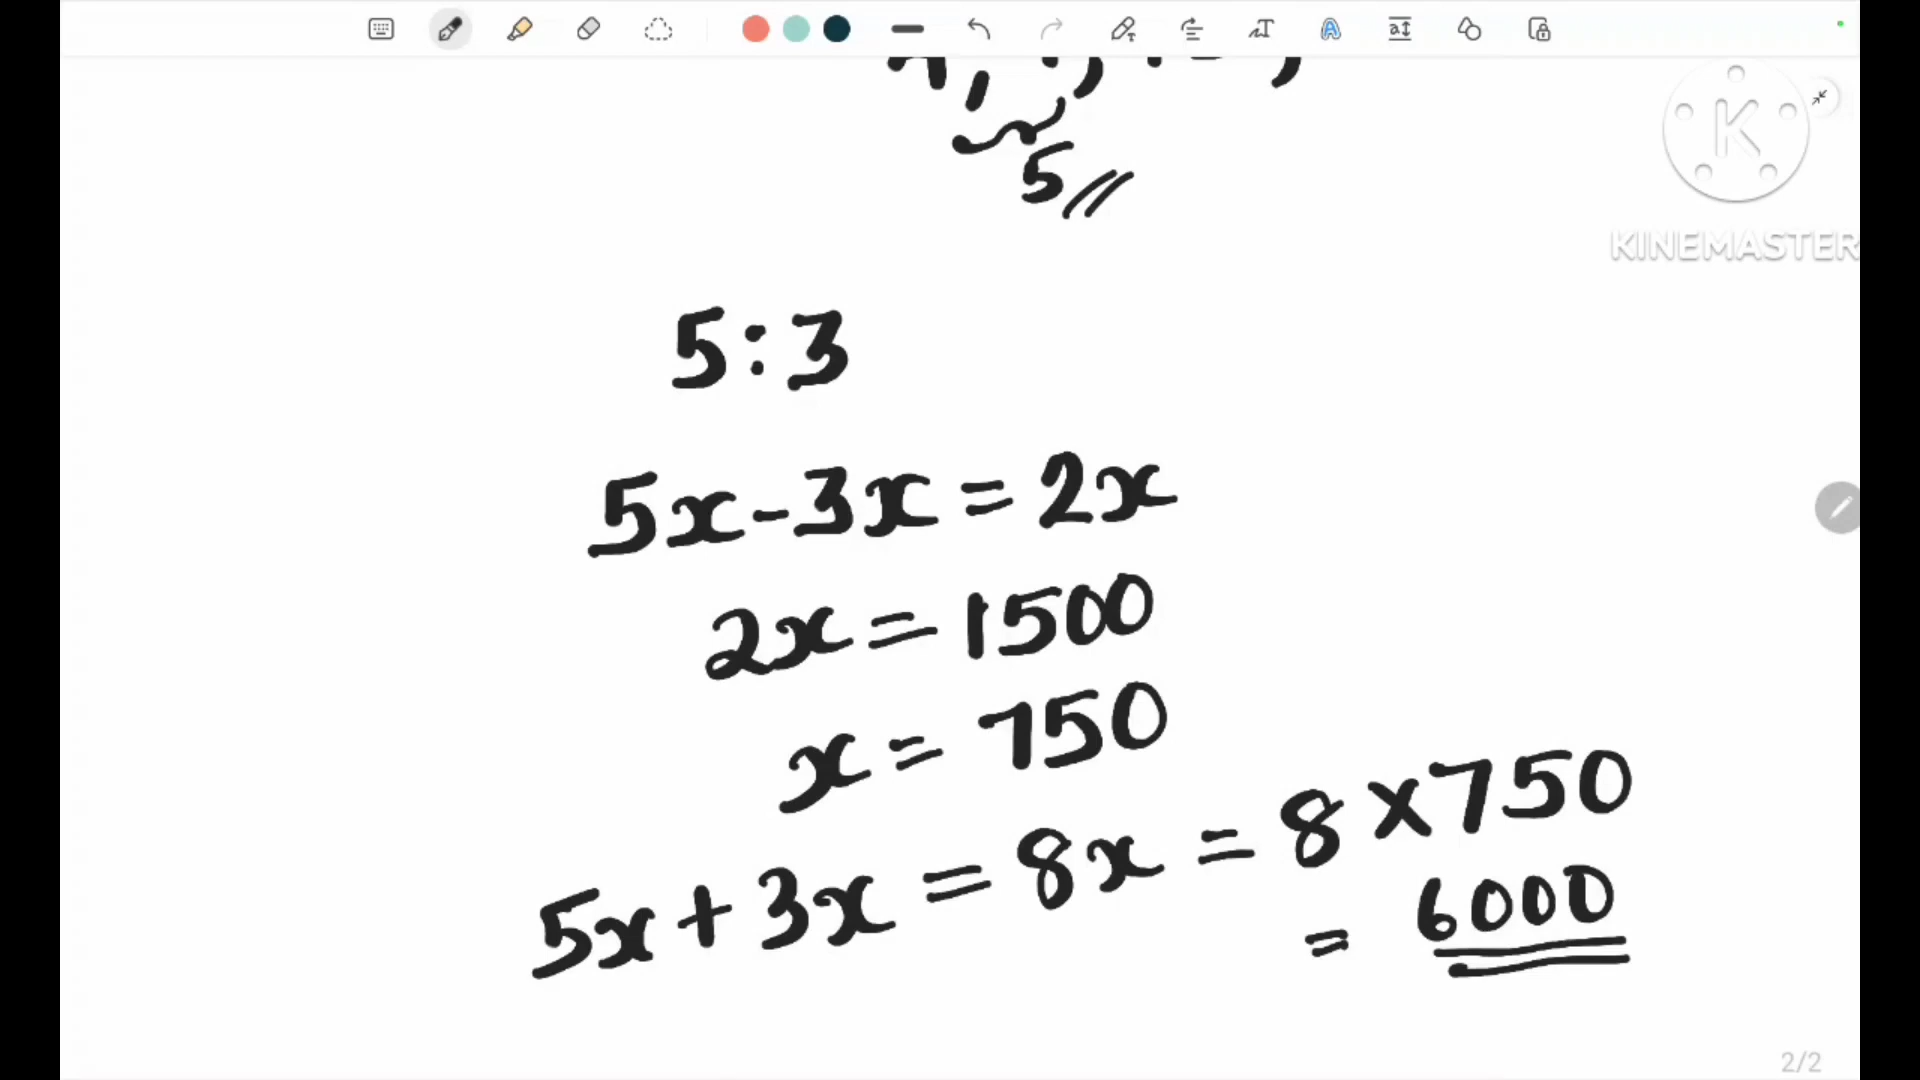 5//
K
KINEMASTER
5:3
5x-3x=2x
2x=1500
x=750
5x+3x=8x=8×750
=6000
2/2